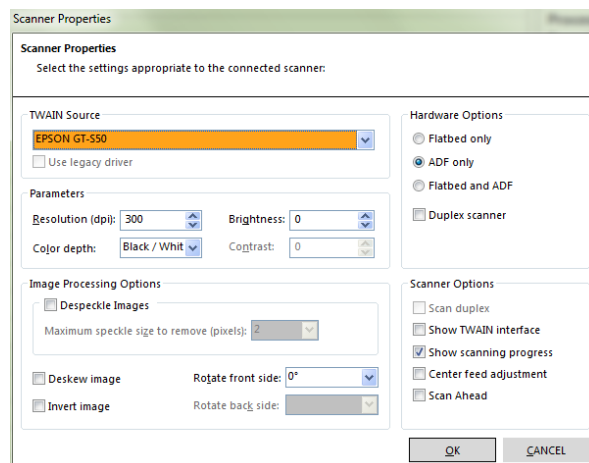 Scanner Properties
Scanner Properties
Select the settings appropriate to the connected scanner:
TWAIN Source
EPSON GT-S50
Use legacy driver
Parameters
Resolution (dpi): 300 Brightness: 0
Color depth: Black / Whit Contrast: 0
Image Processing Options
Despeckle Images
Maximum speckle size to remove (pixels): 2
Deskew image Rotate front side: 0°
Invert image Rotate back side:
Hardware Options
Flatbed only
ADF only
Flatbed and ADF
Duplex scanner
Scanner Options
Scan duplex
Show TWAIN interface
Show scanning progress
Center feed adjustment
Scan Ahead
OK CANCEL